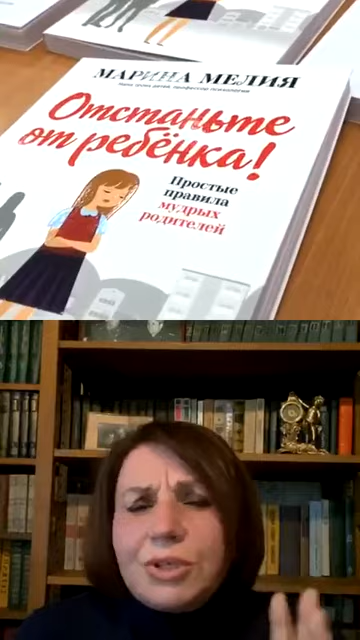 МАРИНА МЕЛИЯ
Отстаньте
от ребёнка!
Простые
правила
мудрых
родителей